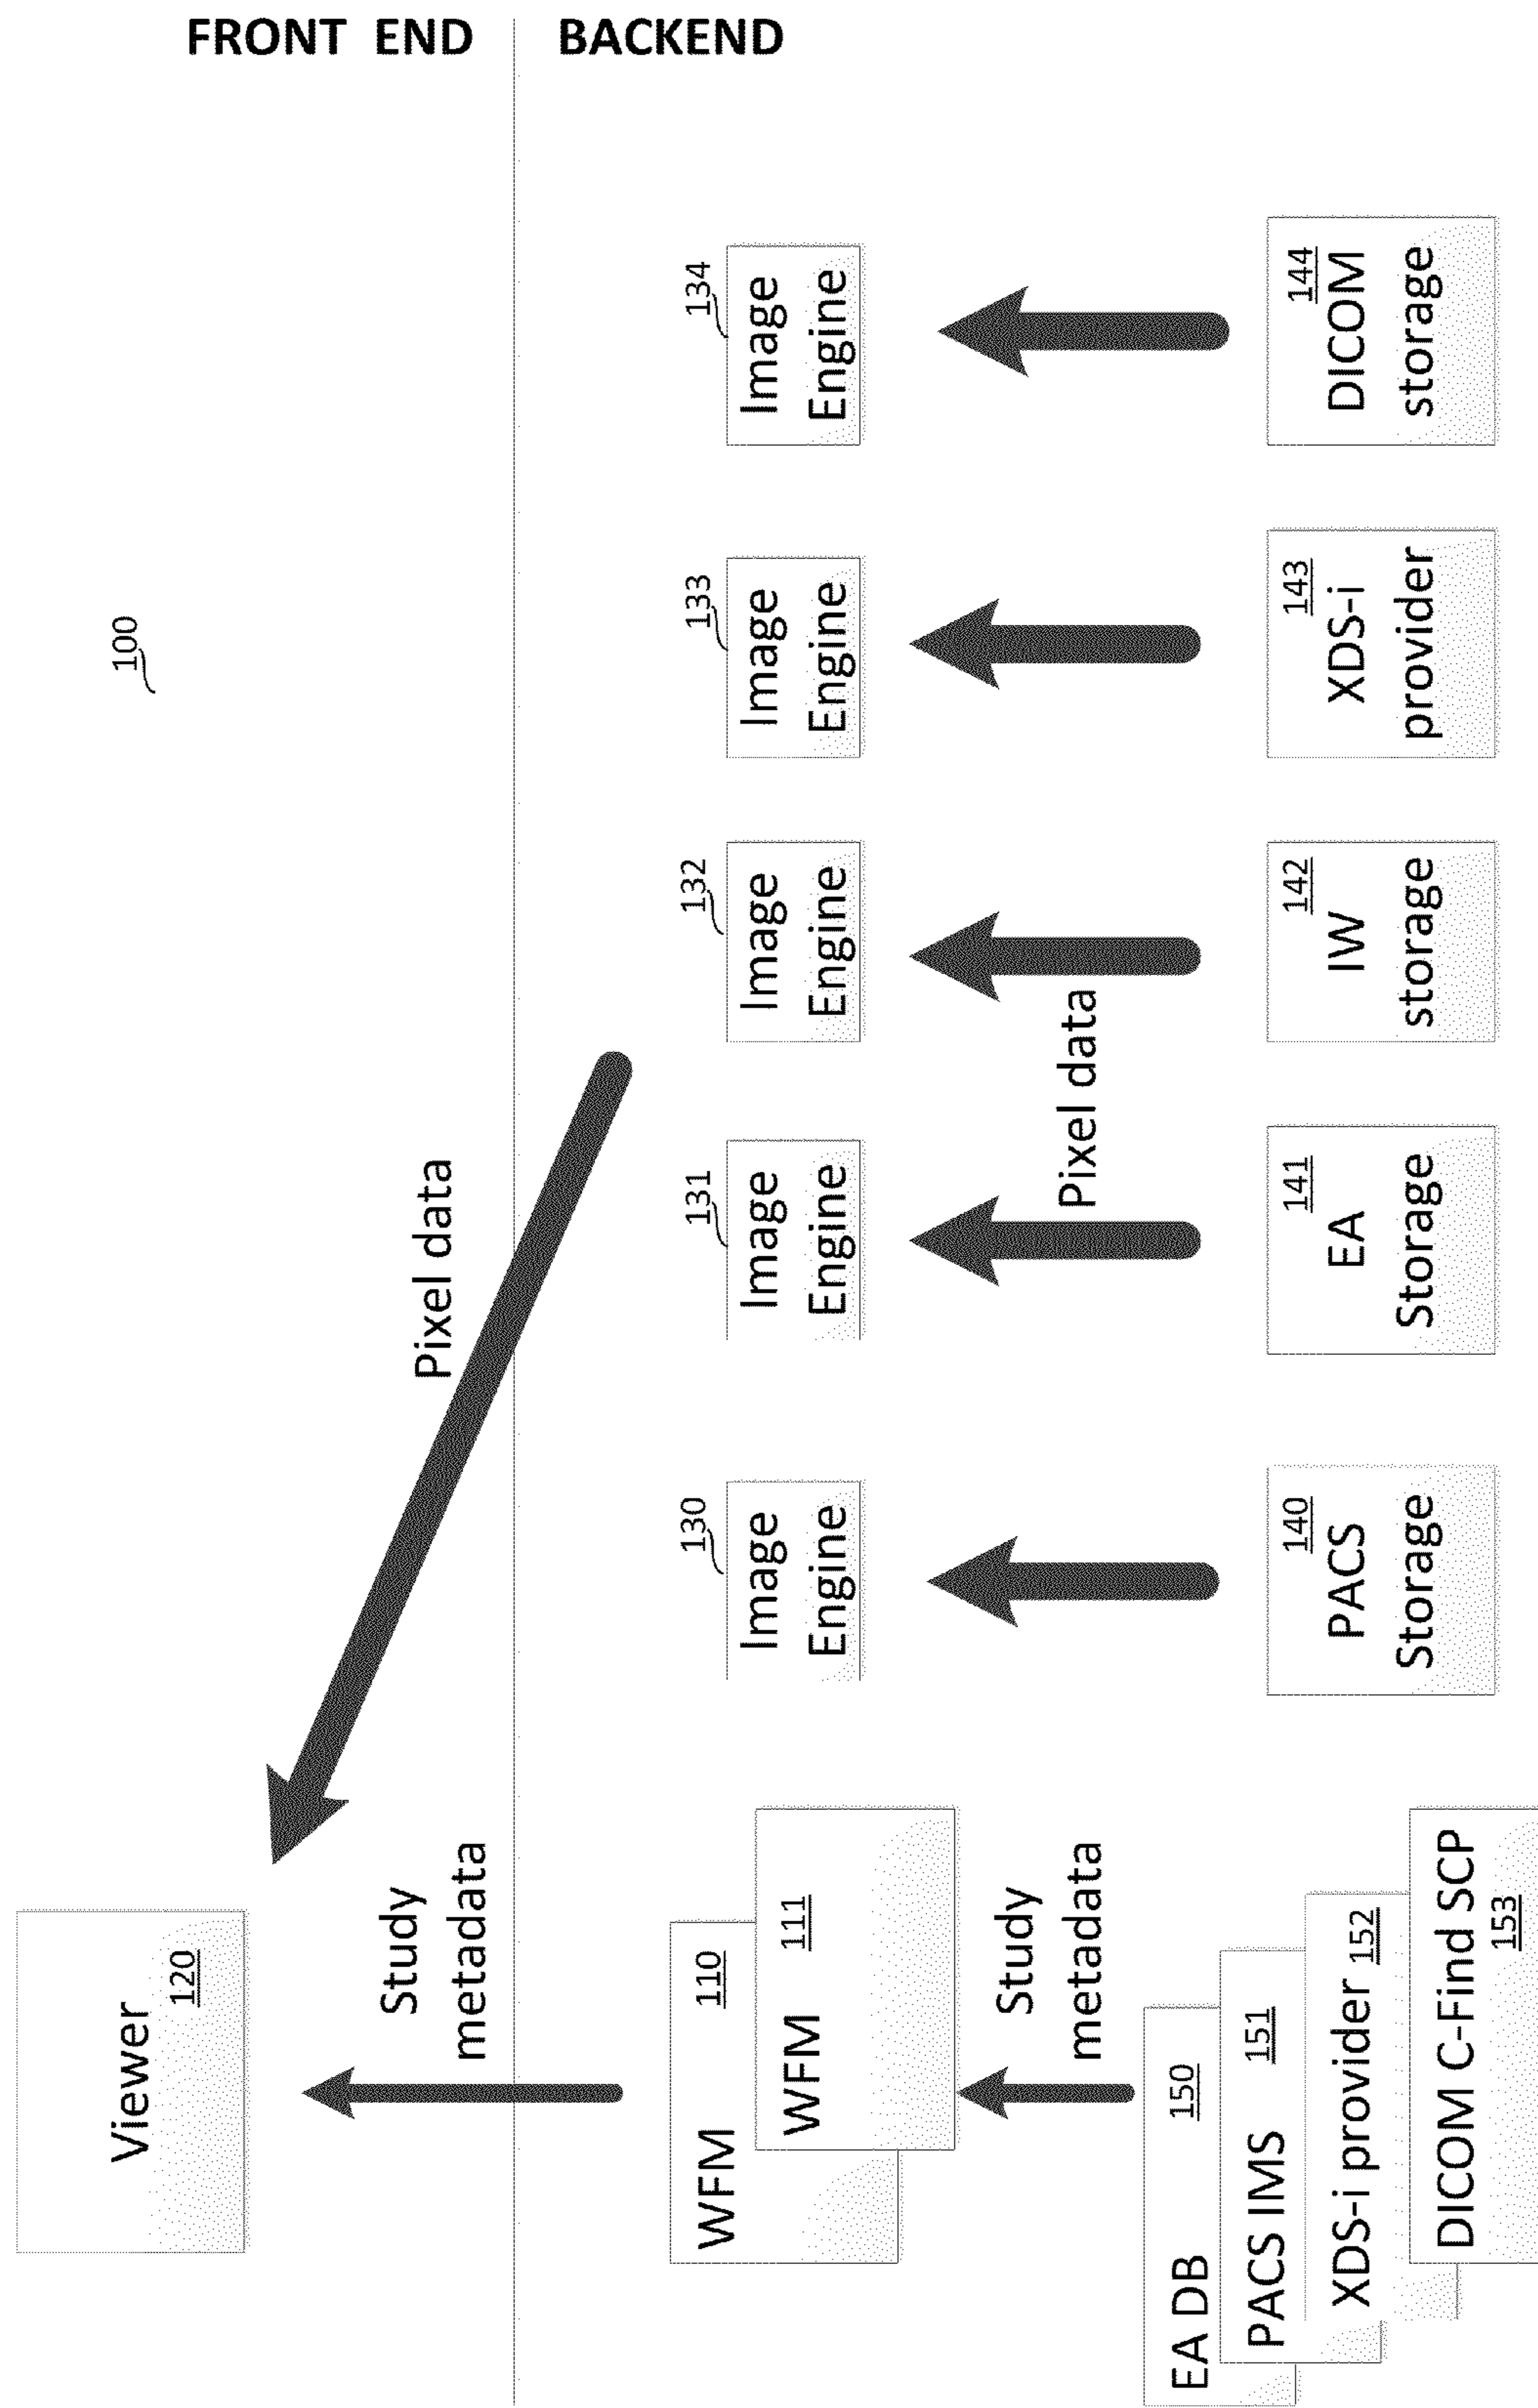 FRONT END
BACKEND
100
Viewer
120
Pixel data
Study
metadata
WFM
110
WFM
111
130
Image
Engine
131
Image
Engine
132
Image
Engine
133
Image
Engine
134
Image
Engine
Study
metadata
Pixel data
EA DB
150
PACS IMS
151
XDS-i provider
152
DICOM C-Find SCP
153
140
PACS
Storage
141
EA
Storage
142
IW
storage
143
XDS-i
provider
144
DICOM
storage